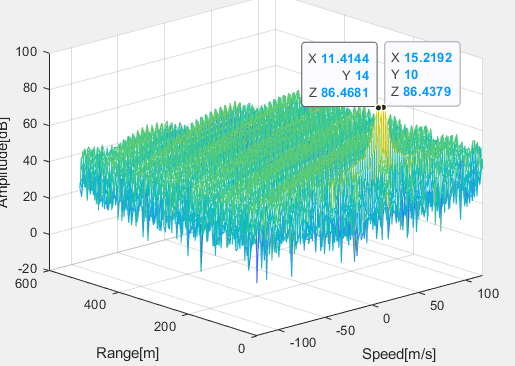 100
80
60
40
20
0
-20
Amplitude[dB]
X 11.4144
Y 14
Z 86.4681
X 15.2192
Y 10
Z 86.4379
600
400
200
0
Range[m]
-100
-50
0
50
100
Speed[m/s]